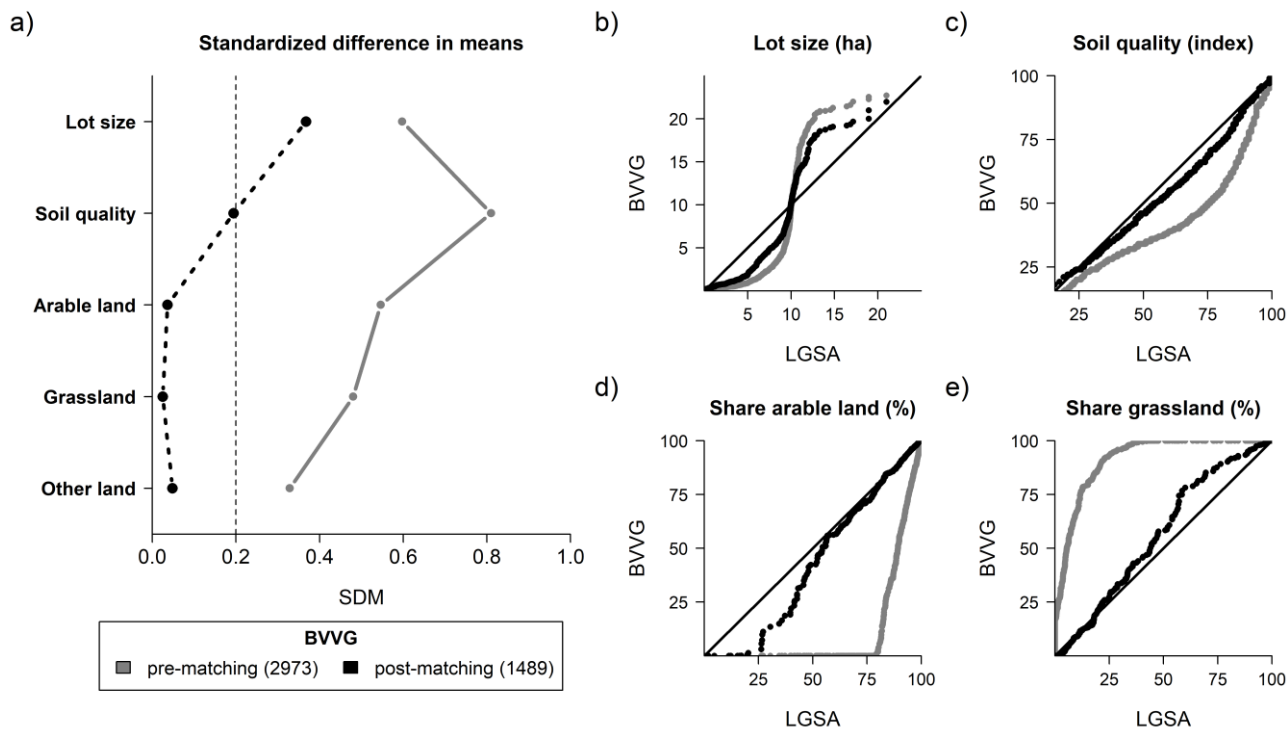 a)
Standardized difference in means
Lot size
Soil quality
Arable land
Grassland
Other land
0.0 0.2 0.4 0.6 0.8 1.0
SDM
BVVG
pre-matching (2973) post-matching (1489)
b)
Lot size (ha)
BVVG
20
15
10
5
5 10 15 20
LGSA
c)
Soil quality (index)
BVVG
100
75
50
25
25 50 75 100
LGSA
d)
Share arable land (%)
BVVG
100
75
50
25
25 50 75 100
LGSA
e)
Share grassland (%)
BVVG
100
75
50
25
25 50 75 100
LGSA